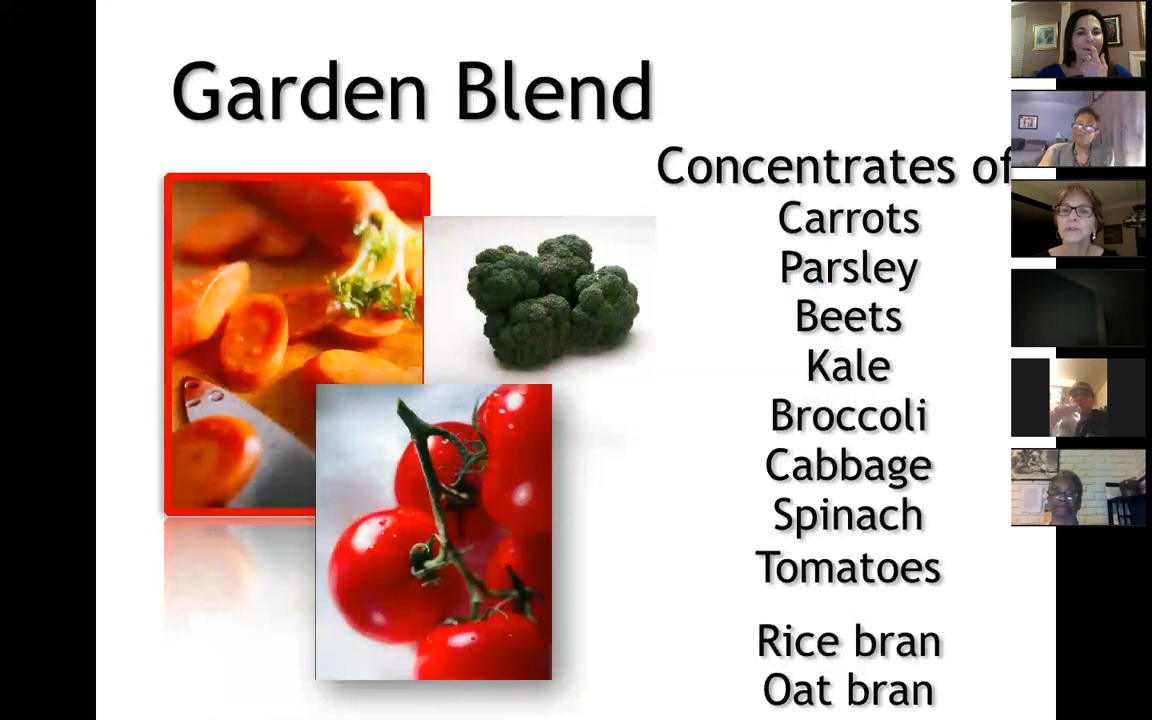 Garden Blend
Concentrates of
Carrots
Parsley
Beets
Kale
Broccoli
Cabbage
Spinach
Tomatoes
Rice bran
Oat bran